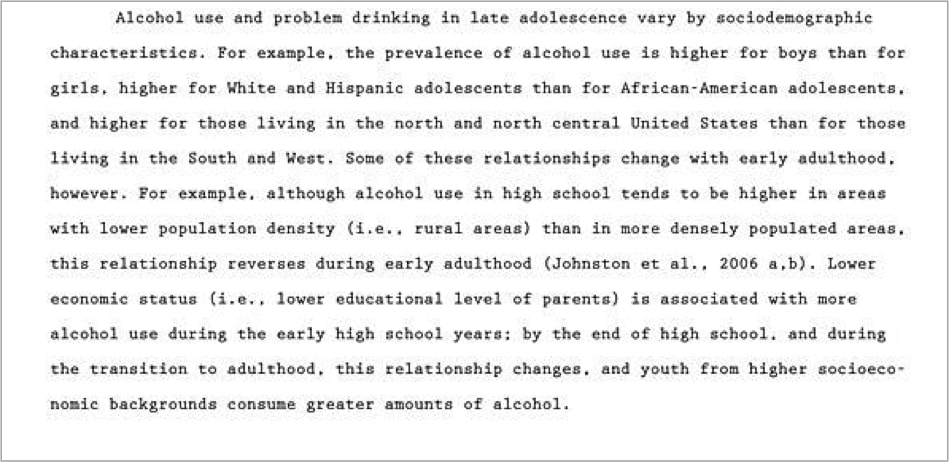 Alcohol use and problem drinking in late adolescence vary by sociodemographic
characteristics. For example, the prevalence of alcohol use is higher for boys than for
girls, higher for White and Hispanic adolescents than for African-American adolescents,
and higher for those living in the north and north central United States than for those
living in the South and West. Some of these relationships change with early adulthood,
however. For example, although alcohol use in high school tends to be higher in areas
with lower population density (i.e., rural areas) than in more densely populated areas,
this relationship reverses during early adulthood (Johnston et al., 2006 a,b). Lower
economic status (i.e., lower educational level of parents) is associated with more
alcohol use during the early high school years; by the end of high school, and during
the transition to adulthood, this relationship changes, and youth from higher socioeco-
nomic backgrounds consume greater amounts of alcohol.